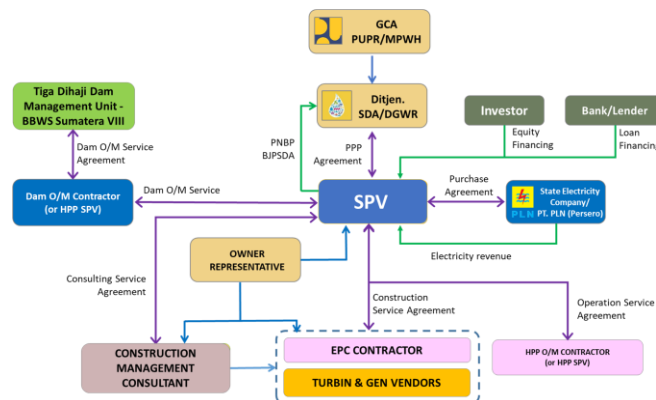 GCA
PUPR/MPWH
Tiga Dihaji Dam
Management Unit -
BBWS Sumatera VIII
Ditjen.
SDA/DGWR
Investor
Bank/Lender
PNBP
BJPSDA
PPP
Agreement
Equity
Financing
Loan
Financing
Dam O/M Service
Agreement
Dam O/M Contractor
(or HPP SPV)
Dam O/M Service
SPV
Purchase
Agreement
PLN
State Electricity
Company/
PT. PLN (Persero)
Electricity revenue
OWNER
REPRESENTATIVE
Consulting Service
Agreement
Construction
Service Agreement
Operation Service
Agreement
CONSTRUCTION
MANAGEMENT
CONSULTANT
EPC CONTRACTOR
TURBIN & GEN VENDORS
HPP O/M CONTRACTOR
(or HPP SPV)